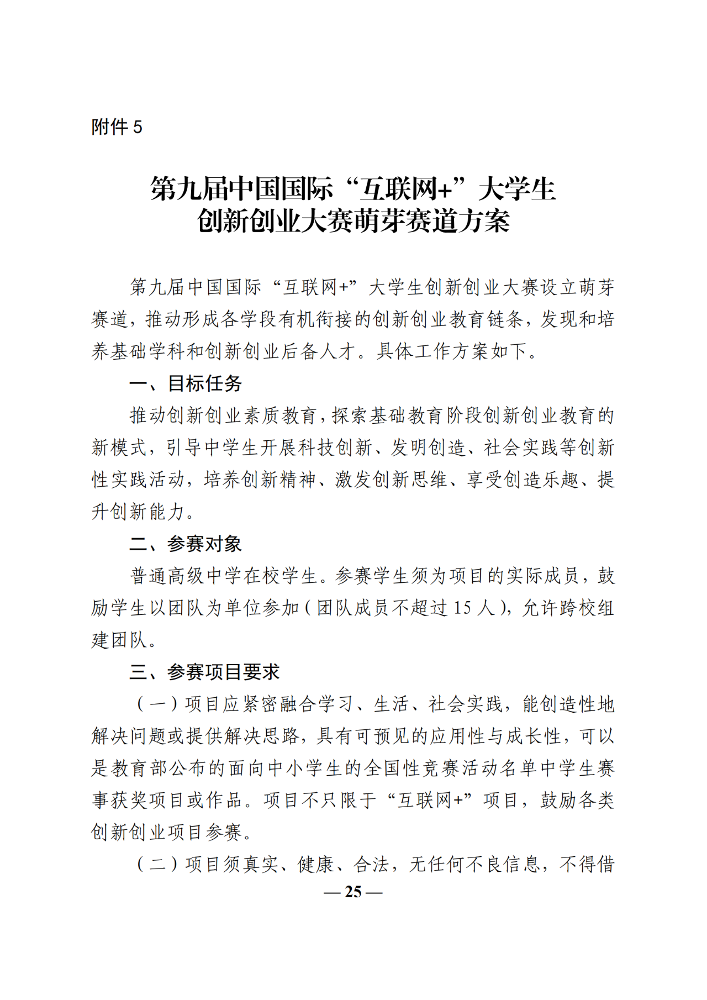 附件 5
第九届中国国际“互联网+”大学生
创新创业大赛萌芽赛道方案
第九届中国国际“互联网+”大学生创新创业大赛设立萌芽
赛道，推动形成各学段有机衔接的创新创业教育链条，发现和培
养基础学科和创新创业后备人才。具体工作方案如下。
一、目标任务
推动创新创业素质教育，探索基础教育阶段创新创业教育的
新模式，引导中学生开展科技创新、发明创造、社会实践等创新
性实践活动，培养创新精神、激发创新思维、享受创造乐趣、提
升创新能力。
二、参赛对象
普通高级中学在校学生。参赛学生须为项目的实际成员，鼓
励学生以团队为单位参加（团队成员不超过 15 人），允许跨校组
建团队。
三、参赛项目要求
（一）项目应紧密融合学习、生活、社会实践，能创造性地
解决问题或提供解决思路，具有可预见的应用性与成长性，可以
是教育部公布的面向中小学生的全国性竞赛活动名单中学生赛
事获奖项目或作品。项目不只限于“互联网+”项目，鼓励各类
创新创业项目参赛。
（二）项目须真实、健康、合法，无任何不良信息，不得借
— 25 —